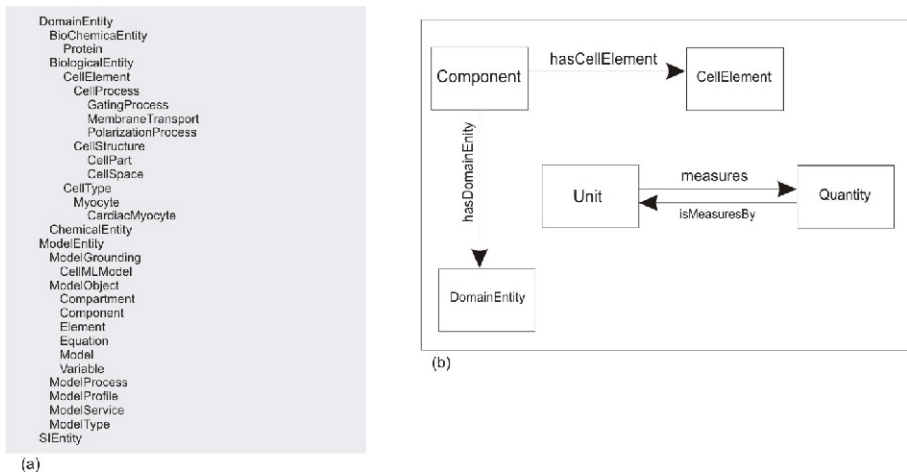 DomainEntity
BioChemicaEntity
Protein
BiologicalEntity
CellElement
CellProcess
GatingProcess
MembraneTransport
PolarizationProcess
CellStructure
CellPart
CellSpace
CellType
Myocyte
CardiacMyocyte
ChemicalEntity
ModelEntity
ModelGrounding
CellMLModel
ModelObject
Compartment
Component
Element
Equation
Model
Variable
ModelProcess
ModelProfile
ModelService
ModelType
SIEntity
(a)
Component
hasCellElement
CellElement
hasDomainEnity
Unit
measures
isMeasuresBy
Quantity
DomainEntity
(b)